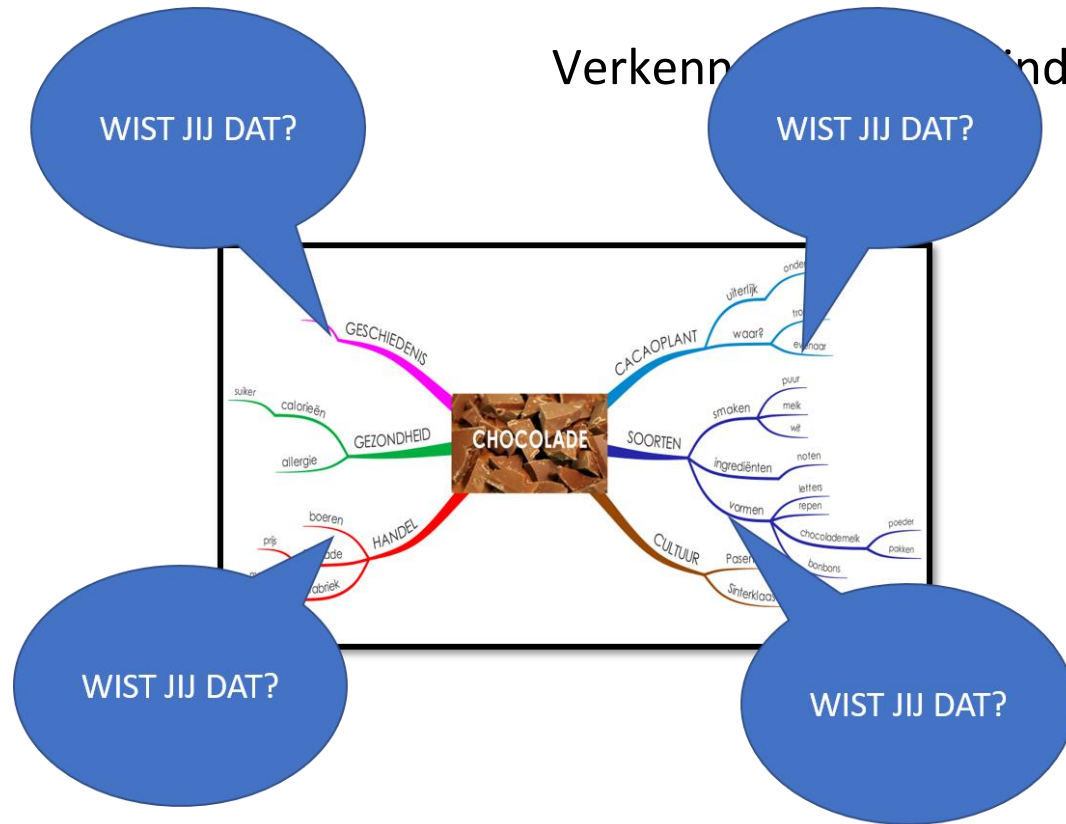 Verkenn
ind
WIST JIJ DAT?
WIST JIJ DAT?
GESCHIEDENIS
suiker
calorieën
GEZONDHEID
allergie
boeren
HANDEL
prijs
CHOCOLADE
CACAOPLANT
uiterlijk
onder
waar?
evenaar
SOORTEN
smaken
puur
melk
wit
ingrediënten
noten
vormen
letters
repen
chocolademelk
poeder
pakken
bonbons
CULTUUR
Pasen
Sinterklaas
WIST JIJ DAT?
WIST JIJ DAT?